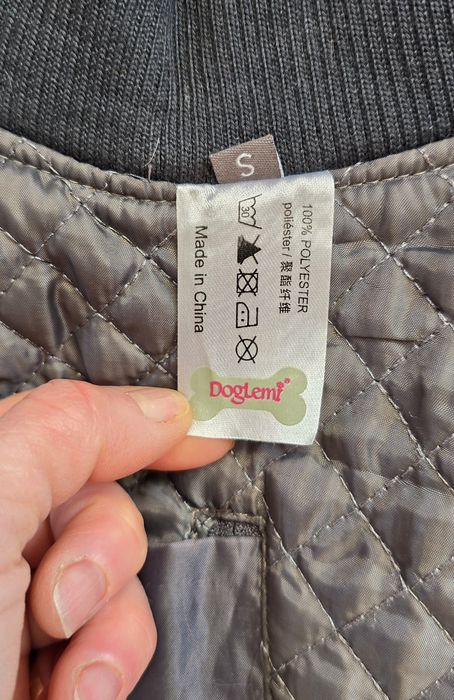 S
100% POLYESTER
poliéster / 聚酯纤维
30
Made in China
DogLemi